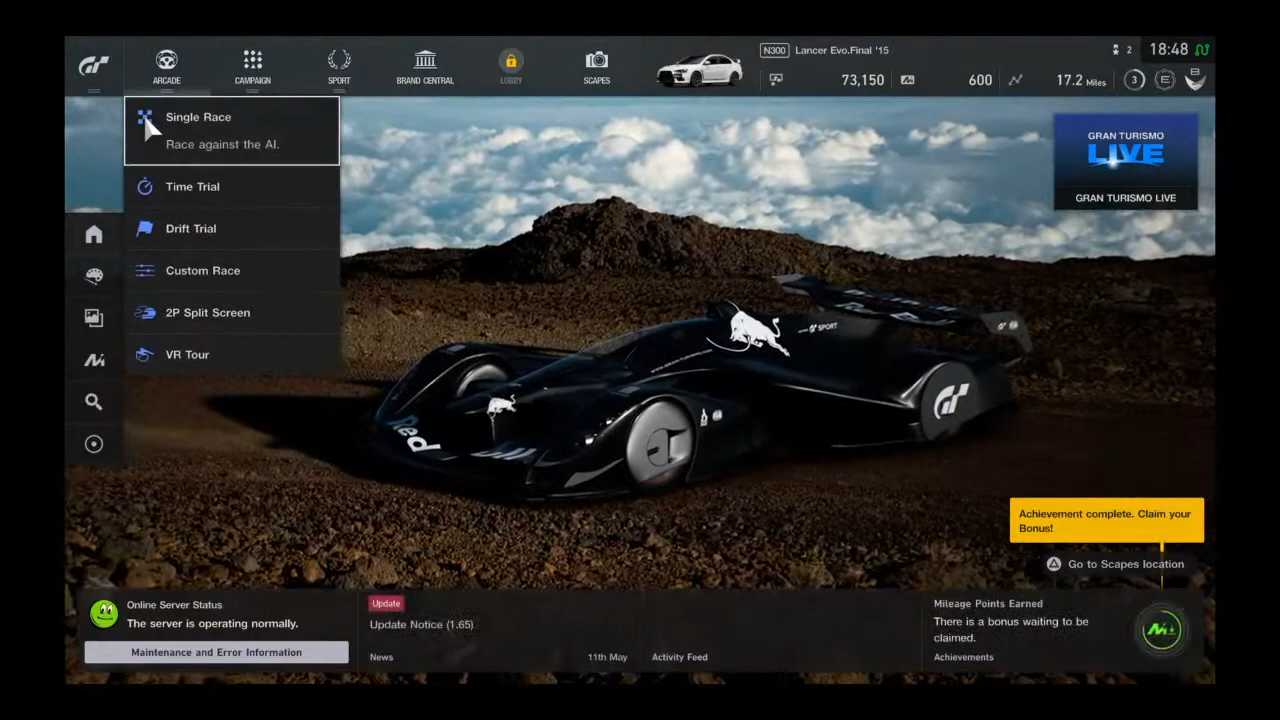 ARCADE
CAMPAIGN
SPORT
BRAND CENTRAL
LOBBY
SCAPES
N300 Lancer Evo.Final '15
73,150
600
17.2 Miles
3
E
B
2
18:48
Single Race
Race against the AI.
Time Trial
Drift Trial
Custom Race
2P Split Screen
VR Tour
GRAN TURISMO
LIVE
GRAN TURISMO LIVE
SPORT
Red
Achievement complete. Claim your
Bonus!
Go to Scapes location
Online Server Status
The server is operating normally.
Maintenance and Error Information
Update
Update Notice (1.65)
News
11th May
Activity Feed
Mileage Points Earned
There is a bonus waiting to be
claimed.
Achievements